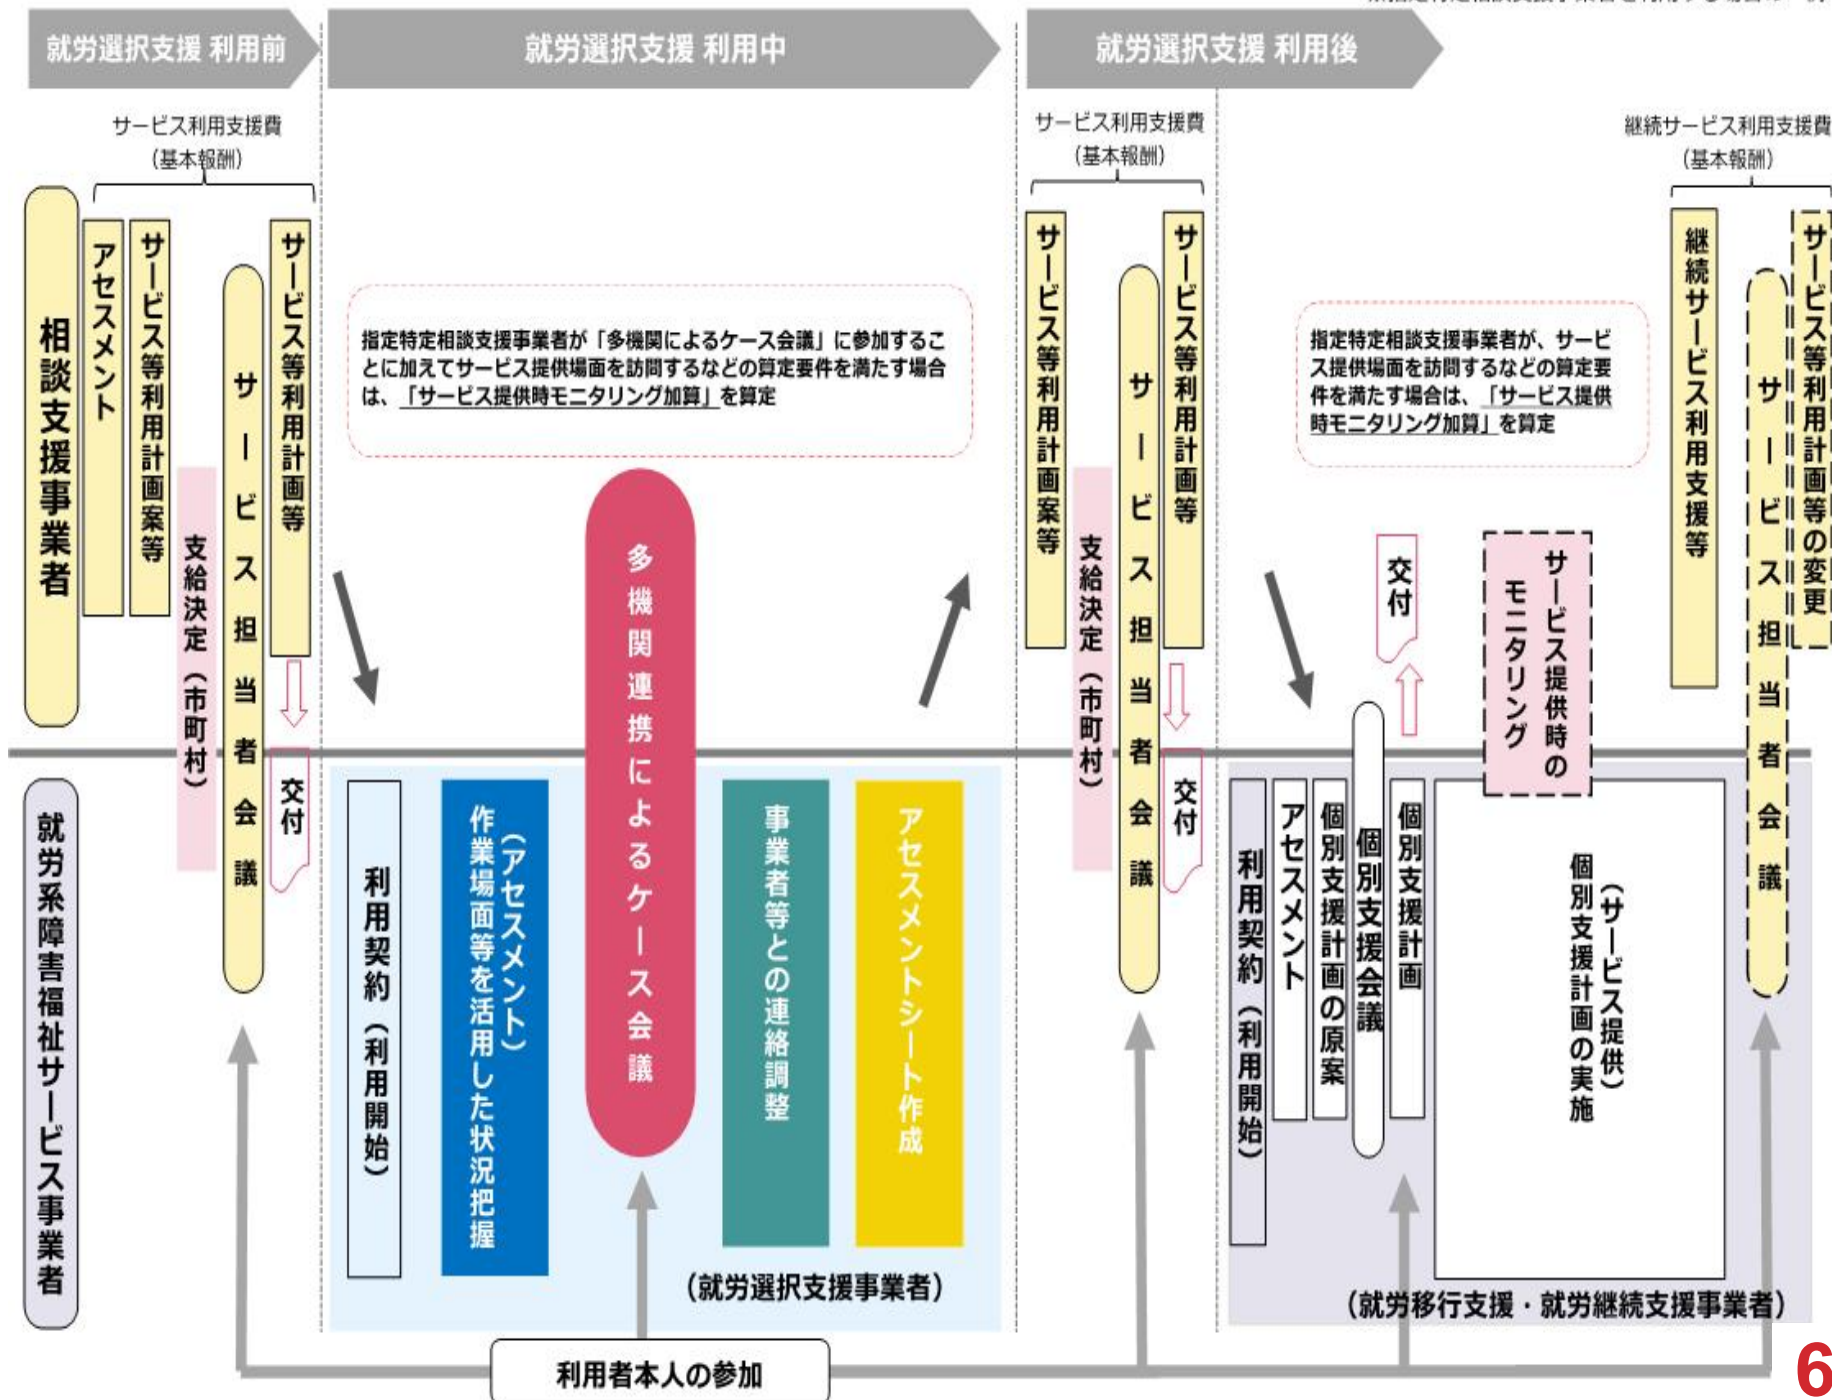 就労選択支援 利用前
就労選択支援 利用中
就労選択支援 利用後
サービス利用支援費
（基本報酬）
サービス利用支援費
（基本報酬）
継続サービス利用支援費
（基本報酬）
相談支援事業者
アセスメント
サービス等利用計画案等
支給決定（市町村）
サービス担当者会議
サービス等利用計画等
交付
指定特定相談支援事業者が「多機関によるケース会議」に参加するこ
とに加えてサービス提供場面を訪問するなどの算定要件を満たす場合
は、「サービス提供時モニタリング加算」を算定
多機関連携によるケース会議
サービス等利用計画案等
支給決定（市町村）
サービス担当者会議
サービス等利用計画等
交付
指定特定相談支援事業者が、サービ
ス提供場面を訪問するなどの算定要
件を満たす場合は、「サービス提供
時モニタリング加算」を算定
交付
サービス提供時の
モニタリング
継続サービス利用支援等
サービス担当者会議
サービス等利用計画等の変更
就労系障害福祉サービス事業者
利用契約（利用開始）
（アセスメント）
作業場面等を活用した状況把握
事業者等との連絡調整
アセスメントシート作成
（就労選択支援事業者）
利用契約（利用開始）
アセスメント
個別支援計画の原案
個別支援会議
個別支援計画
（サービス提供）
個別支援計画の実施
（就労移行支援・就労継続支援事業者）
利用者本人の参加
6